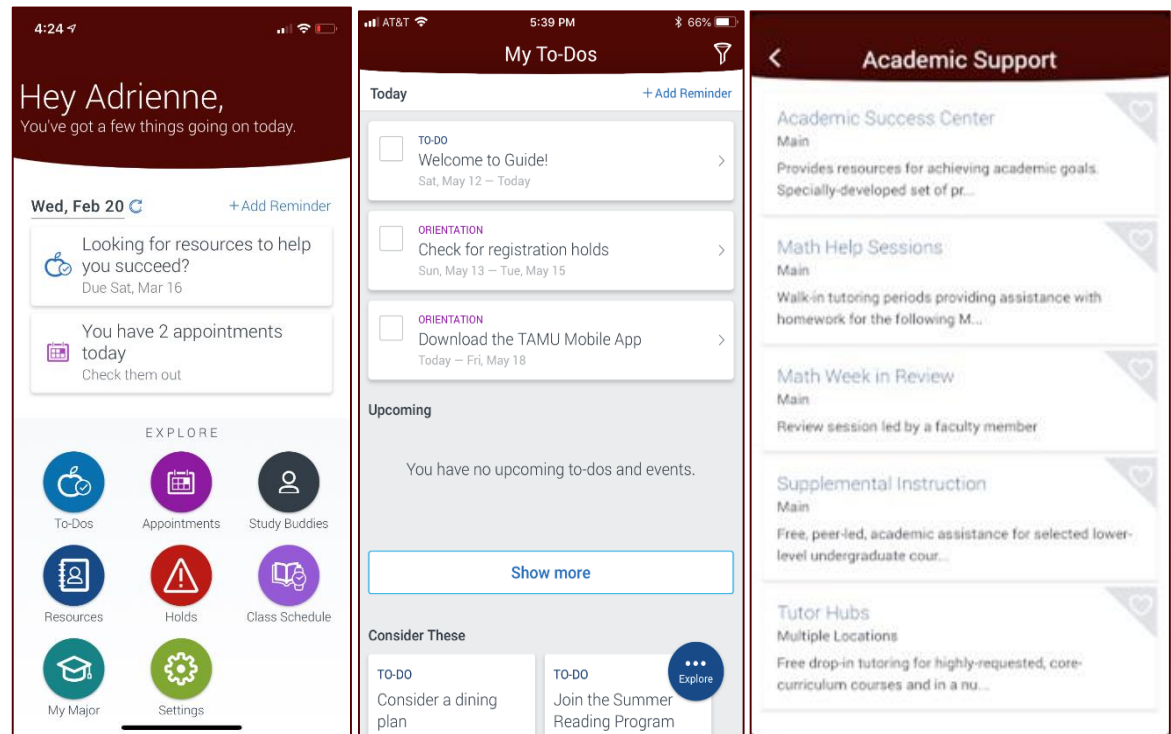 4:24
Hey Adrienne,
You've got a few things going on today.
Wed, Feb 20
+Add Reminder
Looking for resources to help
you succeed?
Due Sat, Mar 16
You have 2 appointments
today
Check them out
EXPLORE
To-Dos
Appointments
Study Buddies
Resources
Holds
Class Schedule
My Major
Settings
AT&T
5:39 PM
66%
My To-Dos
Today
+ Add Reminder
TO-DO
Welcome to Guide!
Sat, May 12 – Today
ORIENTATION
Check for registration holds
Sun, May 13 – Tue, May 15
ORIENTATION
Download the TAMU Mobile App
Today – Fri, May 18
Upcoming
You have no upcoming to-dos and events.
Show more
Consider These
TO-DO
Consider a dining
plan
TO-DO
Join the Summer
Reading Program
Explore
Academic Support
Academic Success Center
Main
Provides resources for achieving academic goals.
Specially-developed set of pr...
Math Help Sessions
Main
Walk-in tutoring periods providing assistance with
homework for the following M...
Math Week in Review
Main
Review session led by a faculty member
Supplemental Instruction
Main
Free, peer-led, academic assistance for selected lower-
level undergraduate cour...
Tutor Hubs
Multiple Locations
Free drop-in tutoring for highly-requested, core-
curriculum courses and in a nu...